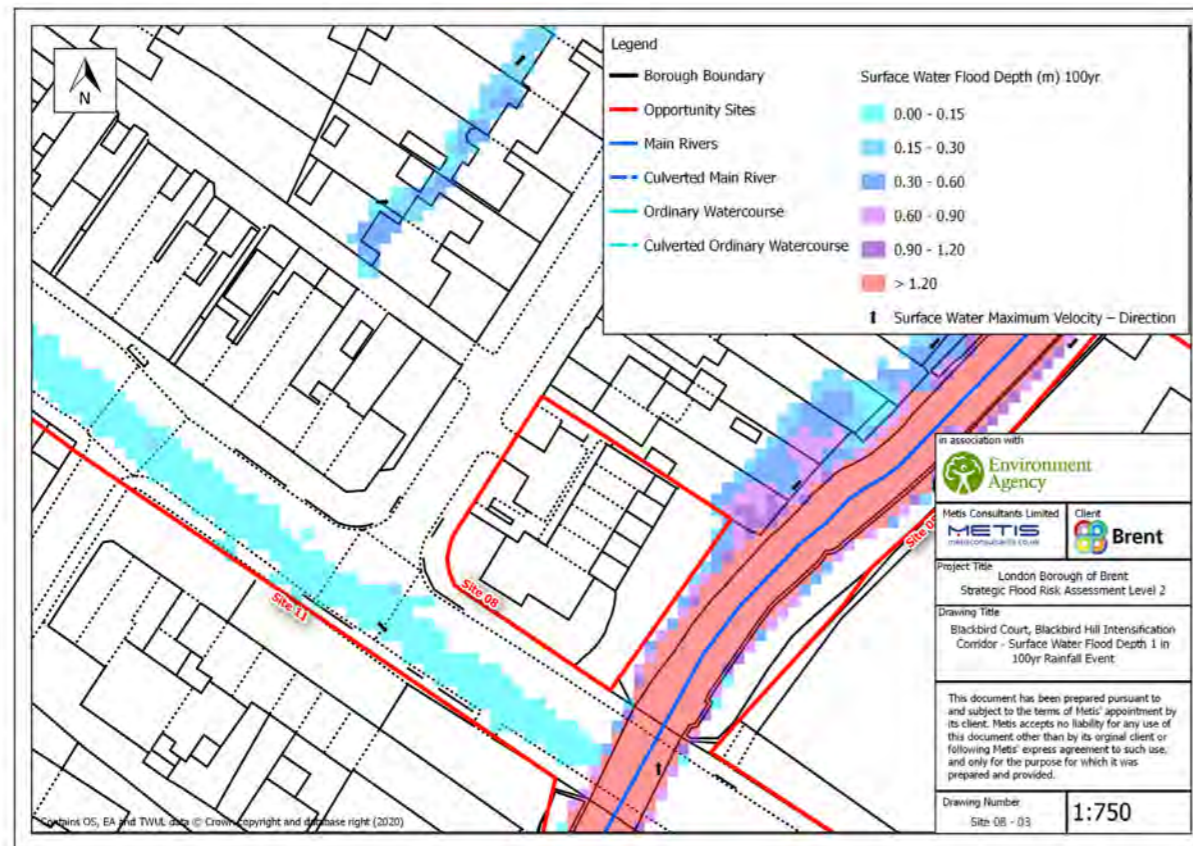 N
Legend
Borough Boundary
Opportunity Sites
Main Rivers
Culverted Main River
Ordinary Watercourse
Culverted Ordinary Watercourse
Surface Water Flood Depth (m) 100yr
0.00 - 0.15
0.15 - 0.30
0.30 - 0.60
0.60 - 0.90
0.90 - 1.20
> 1.20
Surface Water Maximum Velocity – Direction
Site 08
Site 11
in association with
Environment
Agency
Metis Consultants Limited
METIS
metisconsultants.co.uk
Client
Brent
Project Title
London Borough of Brent
Strategic Flood Risk Assessment Level 2
Drawing Title
Blackbird Court, Blackbird Hill Intensification
Corridor - Surface Water Flood Depth 1 in
100yr Rainfall Event
This document has been prepared pursuant to
and subject to the terms of Metis' appointment by
its client. Metis accepts no liability for any use of
this document other than by its orginal client or
following Metis' express agreement to such use,
and only for the purpose for which it was
prepared and provided.
Drawing Number
Site 08 - 03
1:750
Contains OS, EA and TWUL data © Crown copyright and database right (2020)